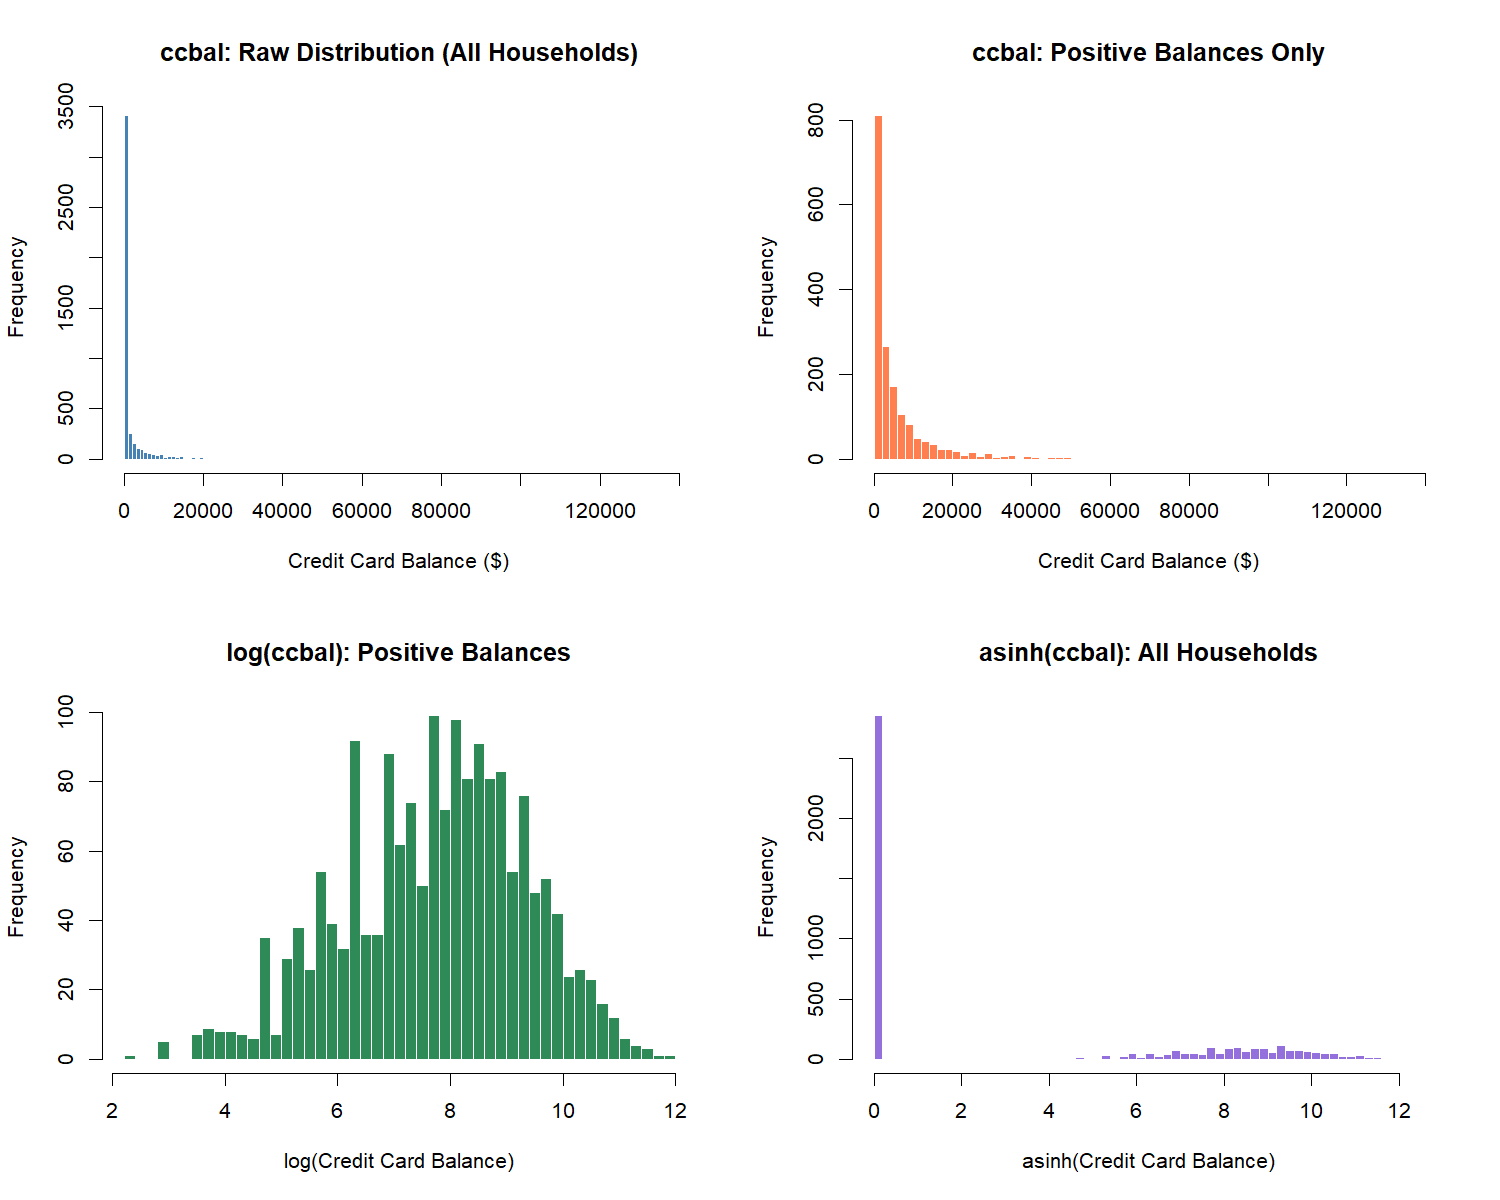 ccbal: Raw Distribution (All Households)
Frequency
3500
2500
1500
500
0
0 20000 40000 60000 80000 120000
Credit Card Balance ($)
ccbal: Positive Balances Only
Frequency
800
600
400
200
0
0 20000 40000 60000 80000 120000
Credit Card Balance ($)
log(ccbal): Positive Balances
Frequency
100
80
60
40
20
0
2 4 6 8 10 12
log(Credit Card Balance)
asinh(ccbal): All Households
Frequency
2000
1000
500
0
0 2 4 6 8 10 12
asinh(Credit Card Balance)